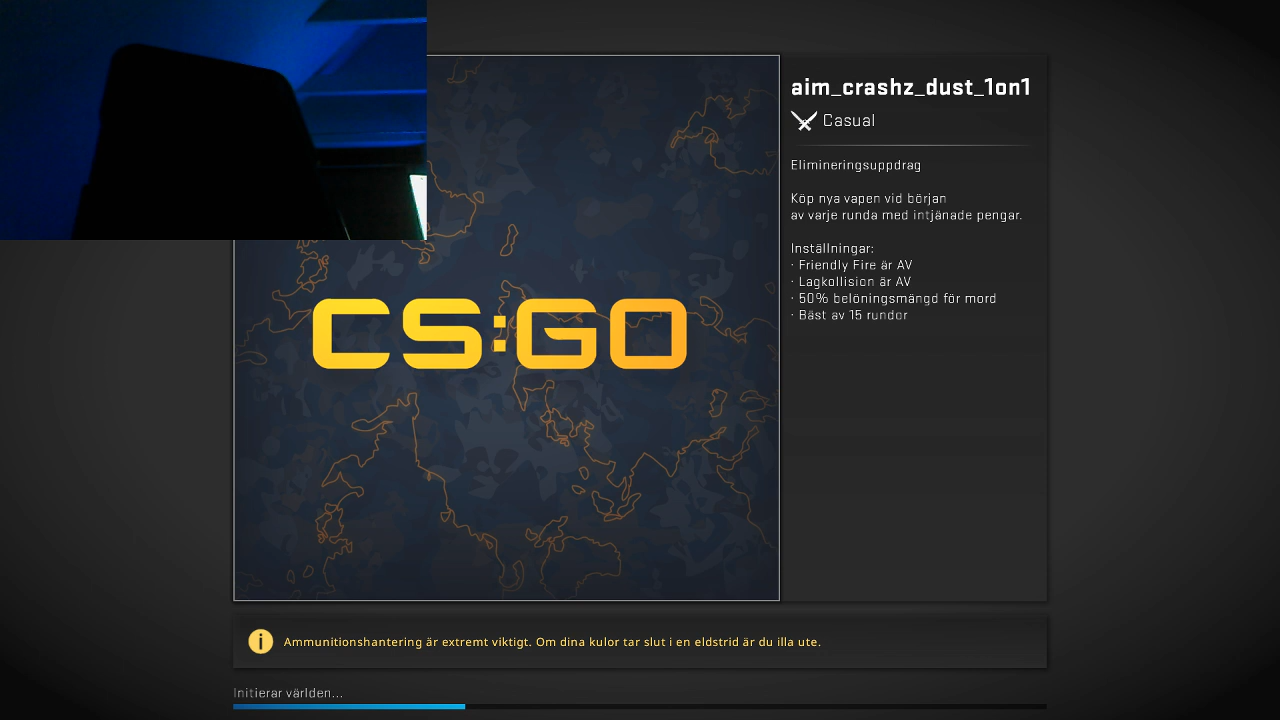 aim_crashz_dust_1on1
Casual
Elimineringsuppdrag
Köp nya vapen vid början
av varje runda med intjänade pengar.
Inställningar:
· Friendly Fire är AV
· Lagkollision är AV
· 50% belöningsmängd för mord
· Bäst av 15 rundor
CS:GO
Ammunitionshantering är extremt viktigt. Om dina kulor tar slut i en eldstrid är du illa ute.
Initierar världen...